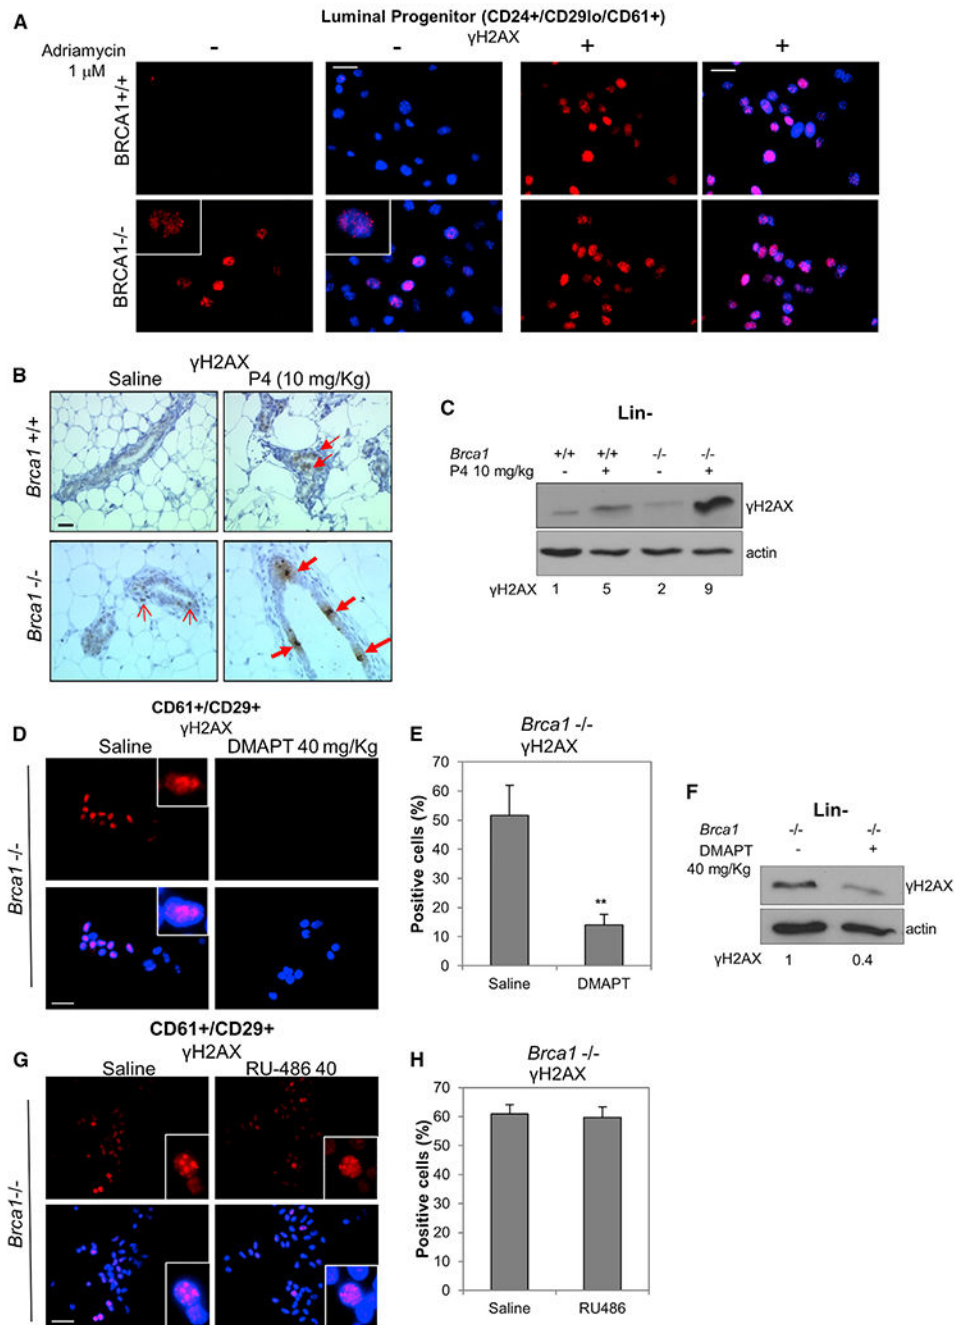 A
Luminal Progenitor (CD24+/CD29lo/CD61+)
γH2AX
Adriamycin
1 μM
- - + +
BRCA1+/+
BRCA1-/-
B
γH2AX
Saline P4 (10 mg/Kg)
Brca1 +/+
Brca1 -/-
C
Lin-
Brca1 +/+ +/+ -/- -/-
P4 10 mg/kg - + - +
γH2AX
actin
γH2AX 1 5 2 9
D
CD61+/CD29+
γH2AX
Saline DMAPT 40 mg/Kg
Brca1 -/-
E
Brca1 -/-
γH2AX
Positive cells (%)
70
60
50
40
30
20
10
0
**
Saline DMAPT
F
Lin-
Brca1 -/- -/-
DMAPT - +
40 mg/Kg
γH2AX
actin
γH2AX 1 0.4
G
CD61+/CD29+
γH2AX
Saline RU-486 40
Brca1-/-
H
Brca1 -/-
γH2AX
Positive cells (%)
70
60
50
40
30
20
10
0
Saline RU486